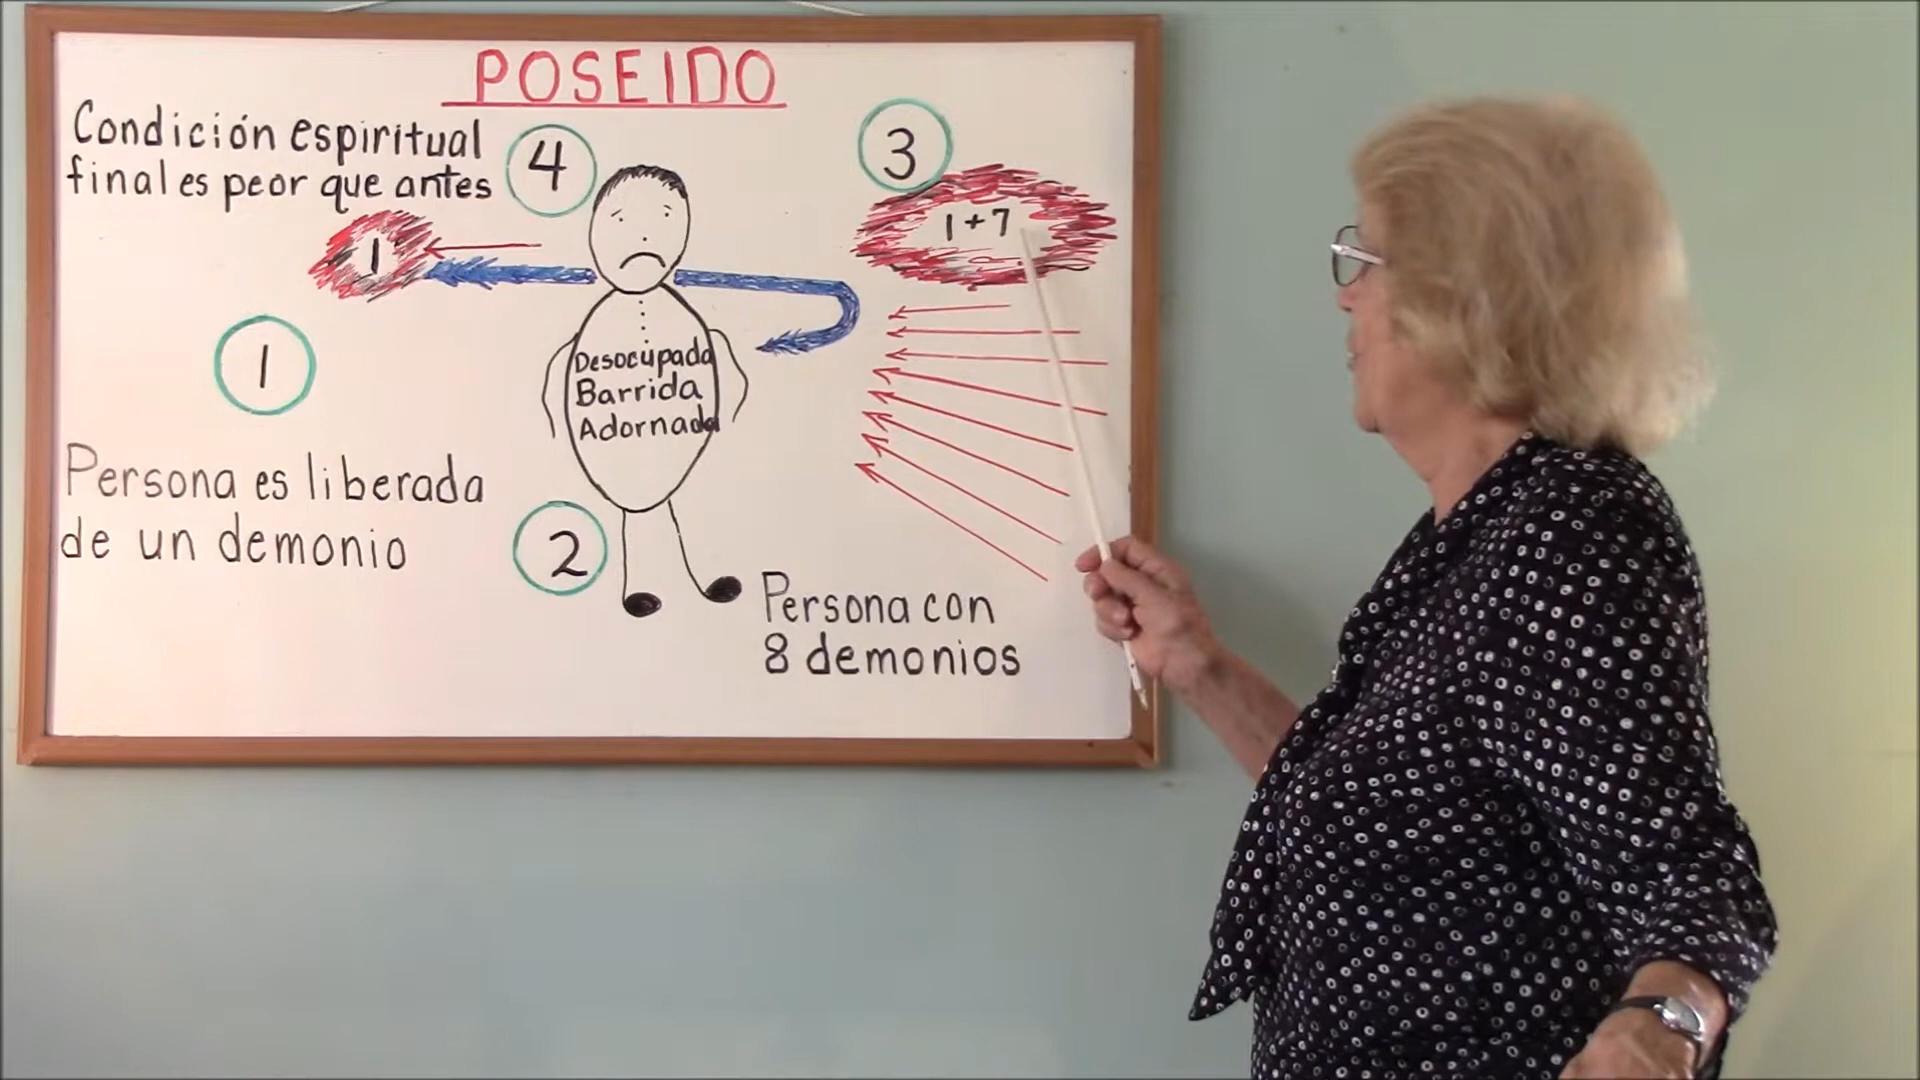 POSEIDO
Condición espiritual
final es peor que antes
4
3
1
1+7
1
Desocupada
Barrida
Adornada
Persona es liberada
de un demonio
2
Persona con
8 demonios